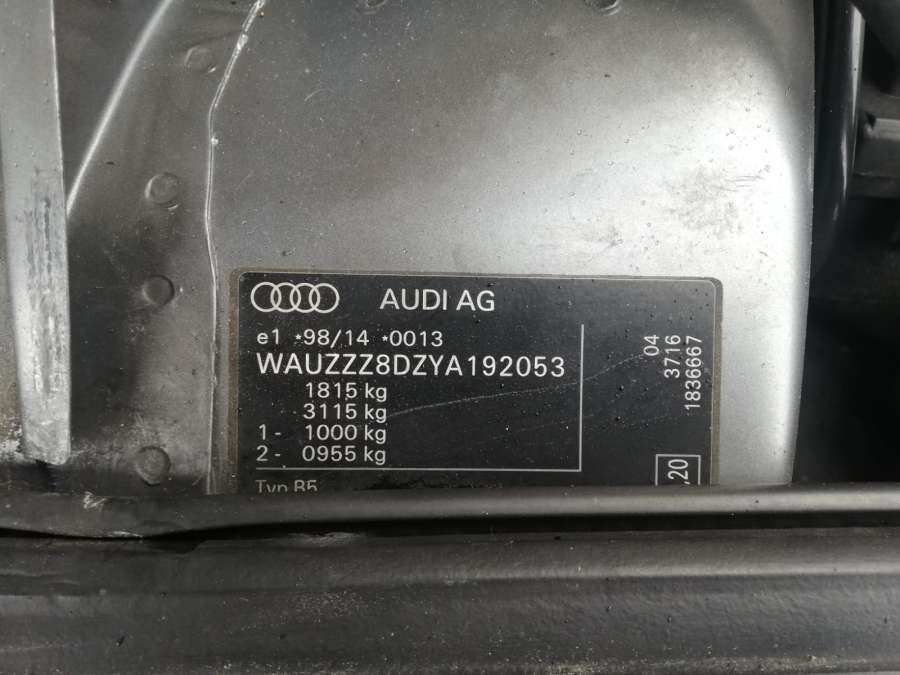 AUDI AG
e1 *98/14 *0013
WAUZZZ8DZYA192053
1815 kg
3115 kg
1- 1000 kg
2- 0955 kg
Typ B5
04
3716
1836667
,20